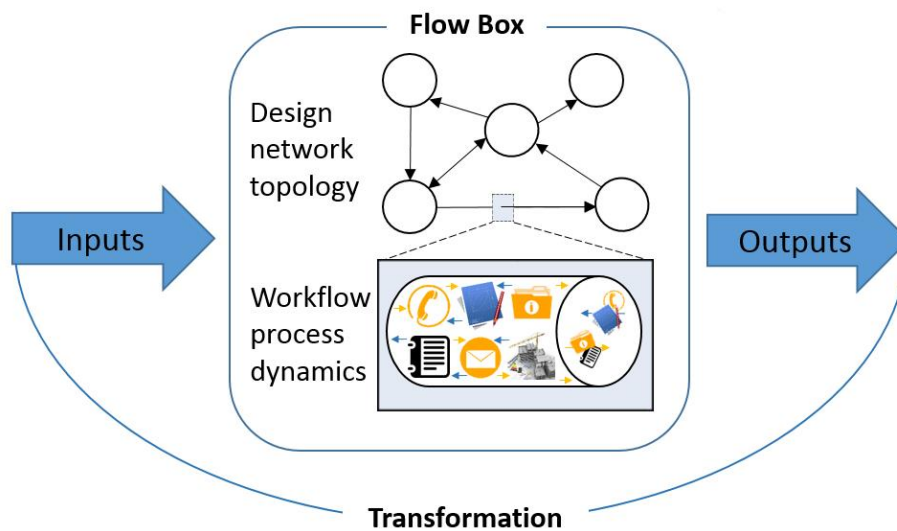 Flow Box
Design
network
topology
Inputs
Outputs
Workflow
process
dynamics
Transformation